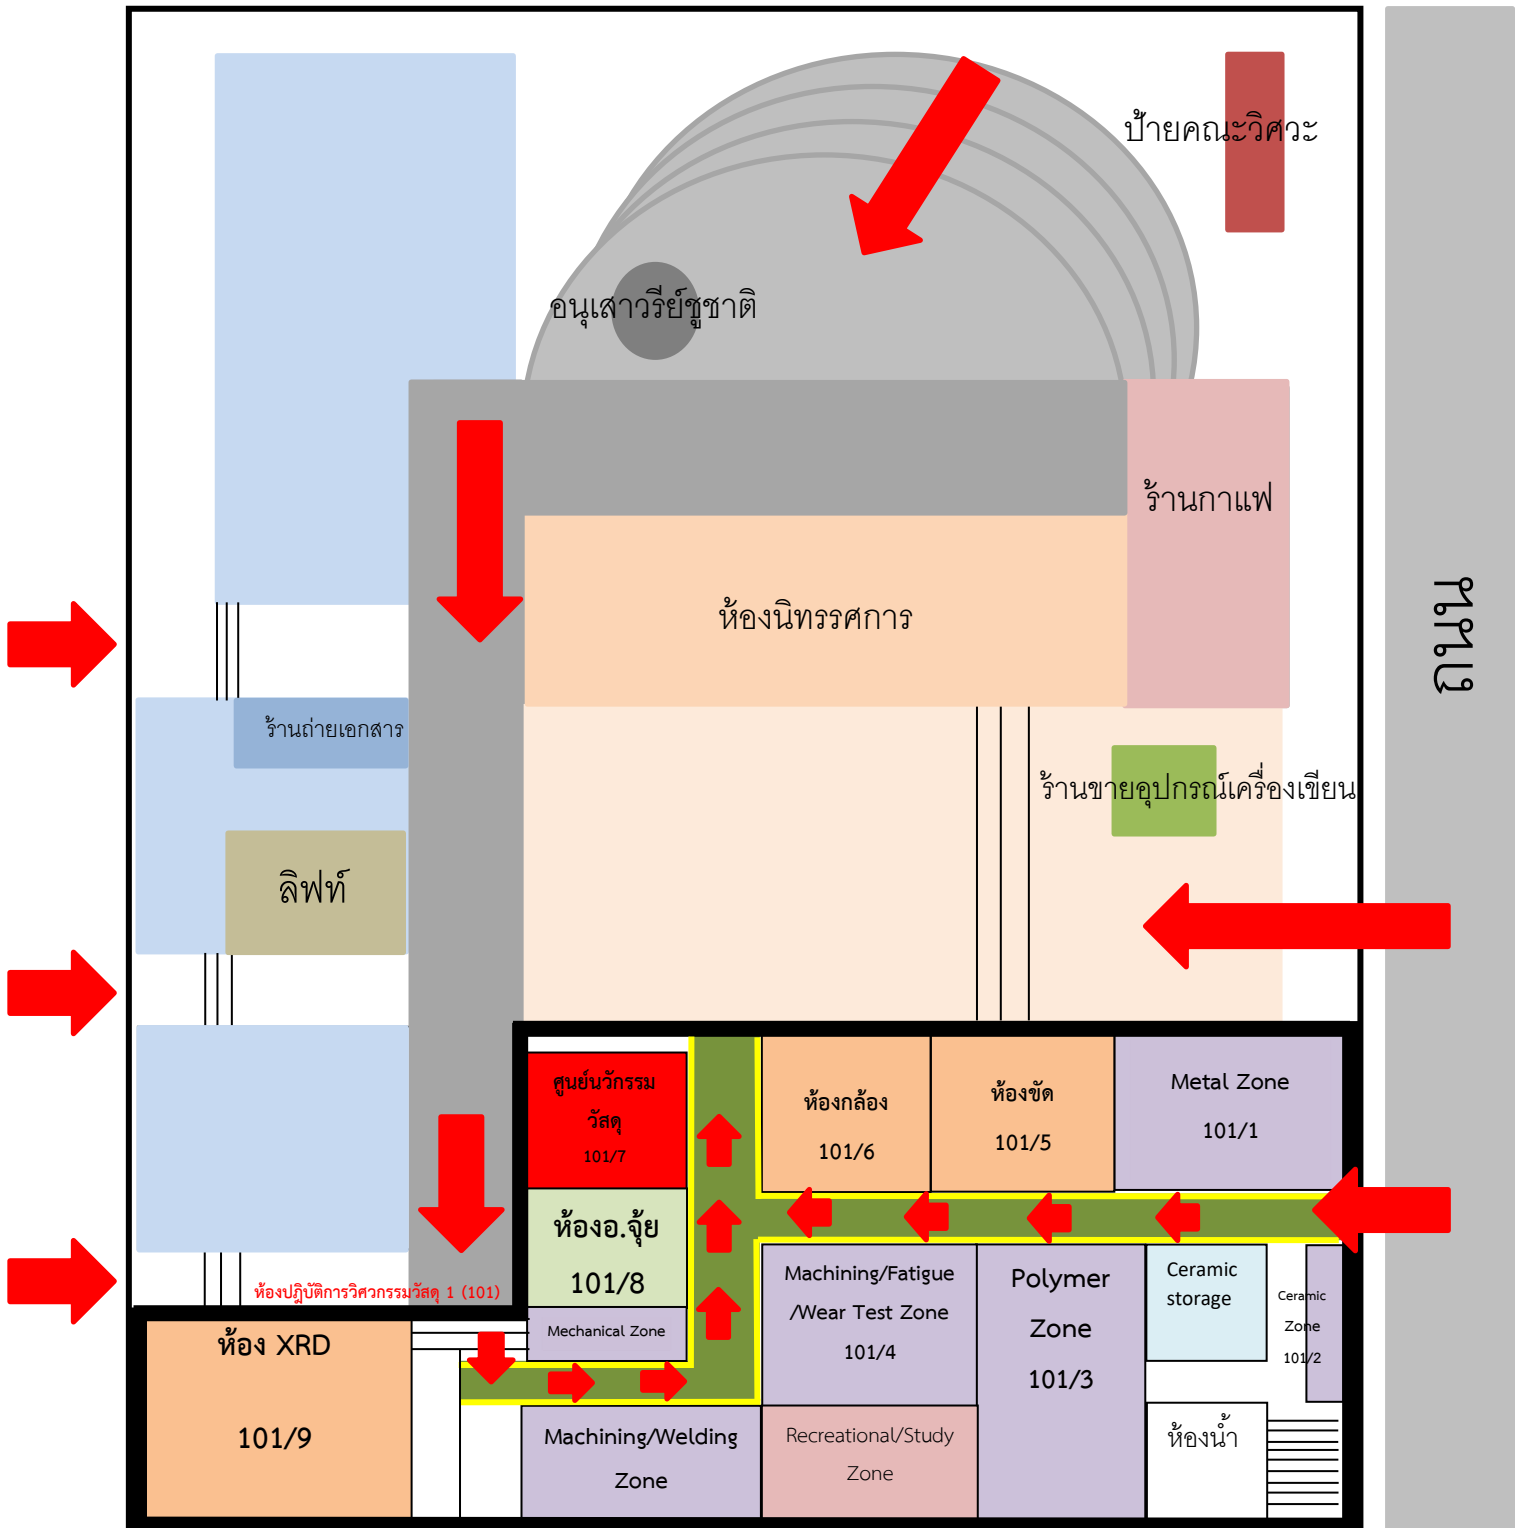 ป้ายคณะวิศวะ
อนุเสาวรีย์ชูชาติ
ร้านกาแฟ
ห้องนิทรรศการ
ถนน
ร้านถ่ายเอกสาร
ร้านขายอุปกรณ์เครื่องเขียน
ลิฟท์
ศูนย์นวักรรม
วัสดุ
101/7
ห้องกล้อง
101/6
ห้องขัด
101/5
Metal Zone
101/1
ห้องอ.จุ้ย
101/8
ห้องปฎิบัติการวิศวกรรมวัสดุ 1 (101)
Mechanical Zone
Machining/Fatigue
/Wear Test Zone
101/4
Polymer
Zone
101/3
Ceramic
storage
Ceramic
Zone
101/2
ห้อง XRD
101/9
Machining/Welding
Zone
Recreational/Study
Zone
ห้องน้ำ